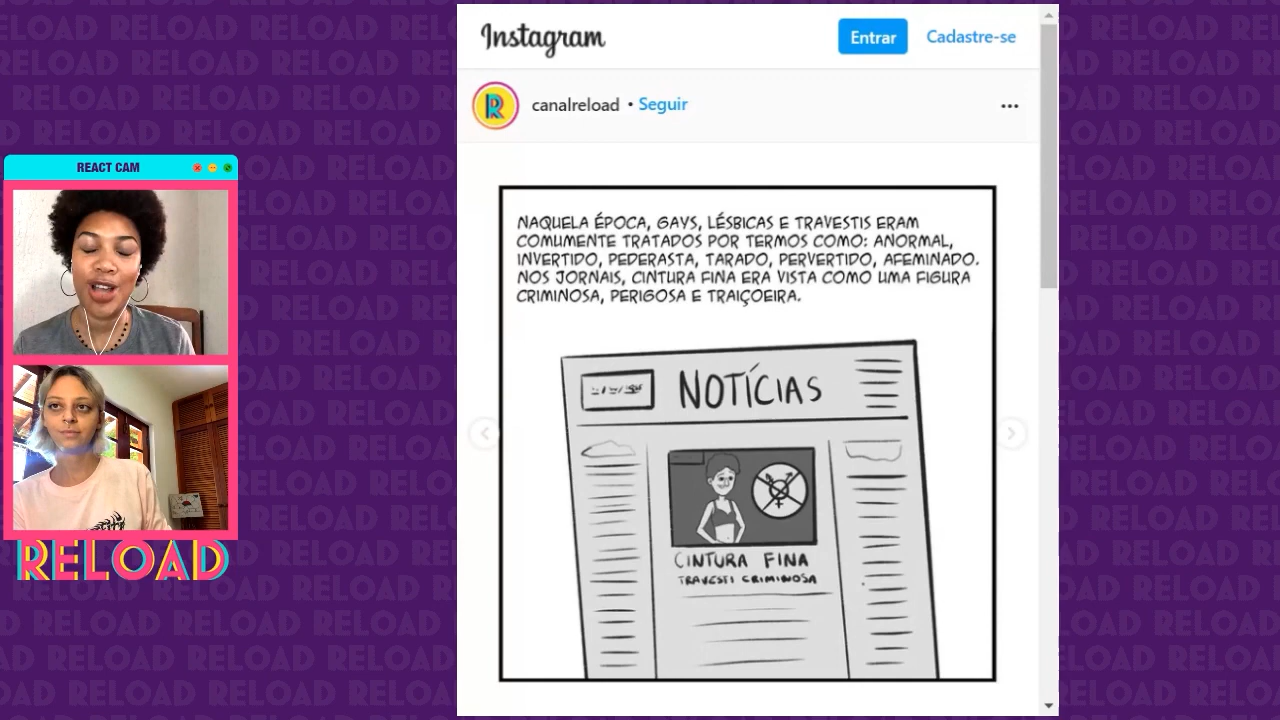 REACT CAM
RELOAD
Instagram
Entrar
Cadastre-se
canalreload • Seguir
NAQUELA ÉPOCA, GAYS, LÉSBICAS E TRAVESTIS ERAM
COMUMENTE TRATADOS POR TERMOS COMO: ANORMAL,
INVERTIDO, PEDERASTA, TARADO, PERVERTIDO, AFEMINADO.
NOS JORNAIS, CINTURA FINA ERA VISTA COMO UMA FIGURA
CRIMINOSA, PERIGOSA E TRAIÇOEIRA.
NOTÍCIAS
CINTURA FINA
TRAVESTI CRIMINOSA